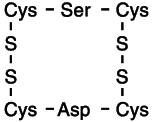 Cys – Ser – Cys
S S
S S
Cys – Asp – Cys